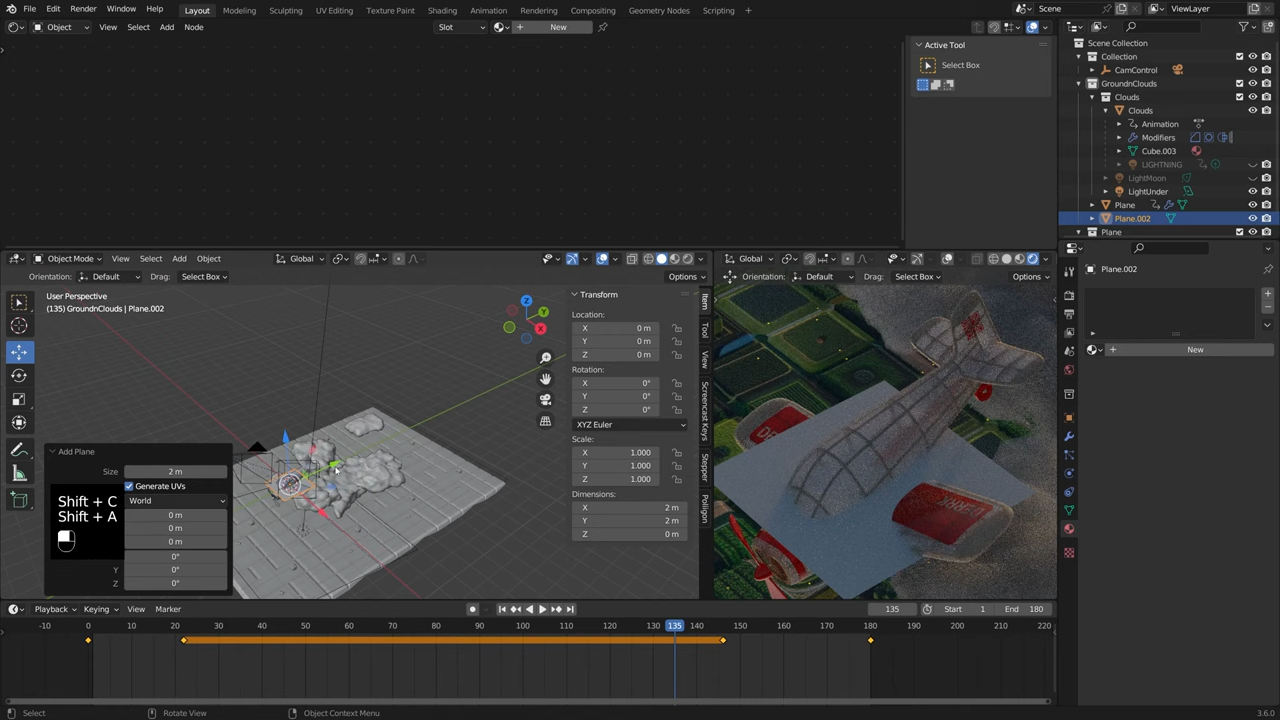 File Edit Render Window Help Layout Modeling Sculpting UV Editing Texture Paint Shading Animation Rendering Compositing Geometry Nodes Scripting + Scene ViewLayer
Object View Select Add Node Slot New
Active Tool
Select Box
Scene Collection
Collection
CamControl
GroundnClouds
Clouds
Clouds
Animation
Modifiers
Cube.003
LIGHTNING
LightMoon
LightUnder
Plane
Plane.002
Plane
Object Mode View Select Add Object Global
Orientation: Default Drag: Select Box Options
Global
Orientation: Default Drag: Select Box Options
Plane.002
New
User Perspective
(135) GroundnClouds | Plane.002
Z
Y
X
Transform
Location:
X 0 m
Y 0 m
Z 0 m
Rotation:
X 0°
Y 0°
Z 0°
XYZ Euler
Scale:
X 1.000
Y 1.000
Z 1.000
Dimensions:
X 2 m
Y 2 m
Z 0 m
Item
Tool
View
Screencast Keys
Stepper
Poliigon
Add Plane
Size 2 m
Generate UVs
World
0 m
0 m
0 m
0°
Y 0°
Z 0°
Shift + C
Shift + A
Playback Keying View Marker 135 Start 1 End 180
-10 0 10 20 30 40 50 60 70 80 90 100 110 120 130 135 150 160 170 180 190 200 210 220
Select Rotate View Object Context Menu 3.6.0